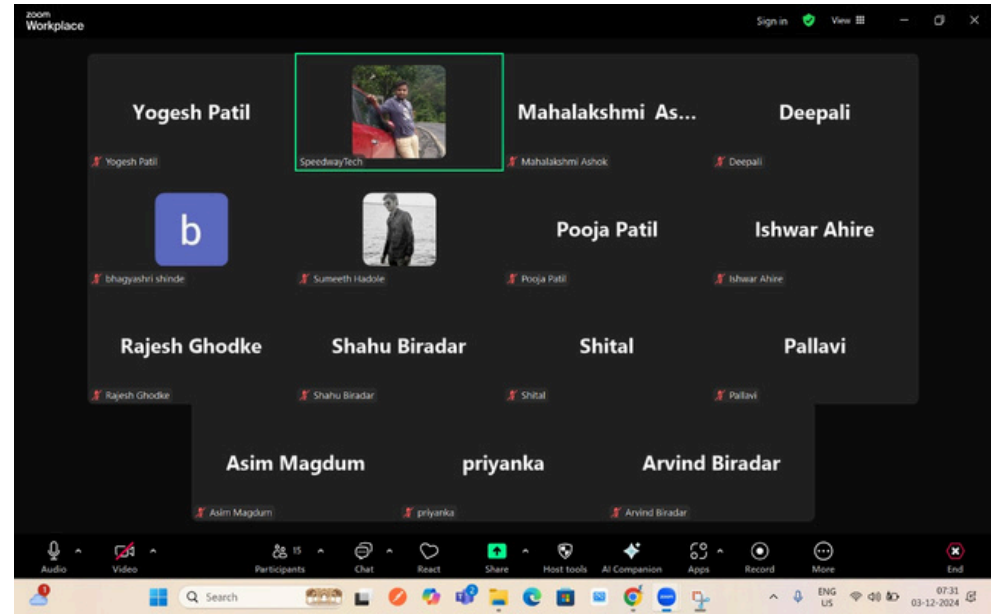 zoom
Workplace
Sign in
View
Yogesh Patil
Mahalakshmi As...
Deepali
Yogesh Patil
SpeedwayTech
Mahalakshmi Ashok
Deepali
b
Pooja Patil
Ishwar Ahire
bhagyashri shinde
Sumeeth Hadole
Pooja Patil
Ishwar Ahire
Rajesh Ghodke
Shahu Biradar
Shital
Pallavi
Rajesh Ghodke
Shahu Biradar
Shital
Pallavi
Asim Magdum
priyanka
Arvind Biradar
Asim Magdum
priyanka
Arvind Biradar
15
Audio
Video
Participants
Chat
React
Share
Host tools
AI Companion
Apps
Record
More
End
Search
ENG
US
07:31
03-12-2024